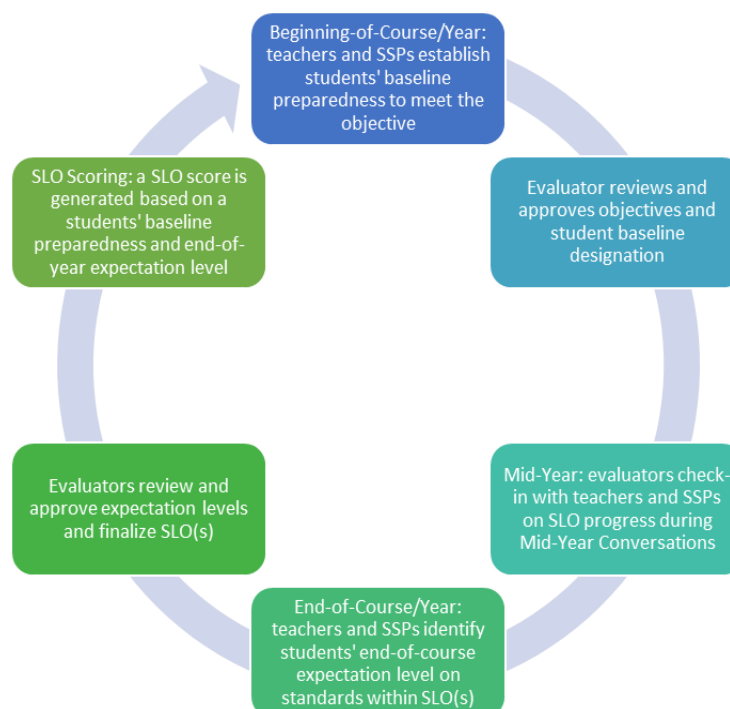 Beginning-of-Course/Year:
teachers and SSPs establish
students' baseline
preparedness to meet the
objective
Evaluator reviews and
approves objectives and
student baseline
designation
Mid-Year: evaluators check-
in with teachers and SSPs
on SLO progress during
Mid-Year Conversations
End-of-Course/Year:
teachers and SSPs identify
students' end-of-course
expectation level on
standards within SLO(s)
Evaluators review and
approve expectation levels
and finalize SLO(s)
SLO Scoring: a SLO score is
generated based on a
students' baseline
preparedness and end-of-
year expectation level